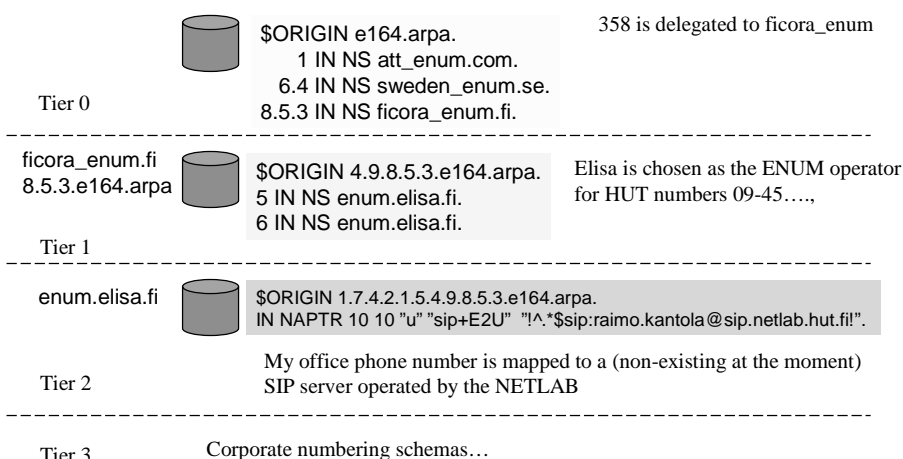 $ORIGIN e164.arpa.
1 IN NS att_enum.com.
6.4 IN NS sweden_enum.se.
8.5.3 IN NS ficora_enum.fi.
358 is delegated to ficora_enum
Tier 0
ficora_enum.fi
8.5.3.e164.arpa
$ORIGIN 4.9.8.5.3.e164.arpa.
5 IN NS enum.elisa.fi.
6 IN NS enum.elisa.fi.
Elisa is chosen as the ENUM operator
for HUT numbers 09-45….,
Tier 1
enum.elisa.fi
$ORIGIN 1.7.4.2.1.5.4.9.8.5.3.e164.arpa.
IN NAPTR 10 10 "u" "sip+E2U" "!^.*$sip:raimo.kantola@sip.netlab.hut.fi!".
My office phone number is mapped to a (non-existing at the moment)
SIP server operated by the NETLAB
Tier 2
Corporate numbering schemas…
Tier 3